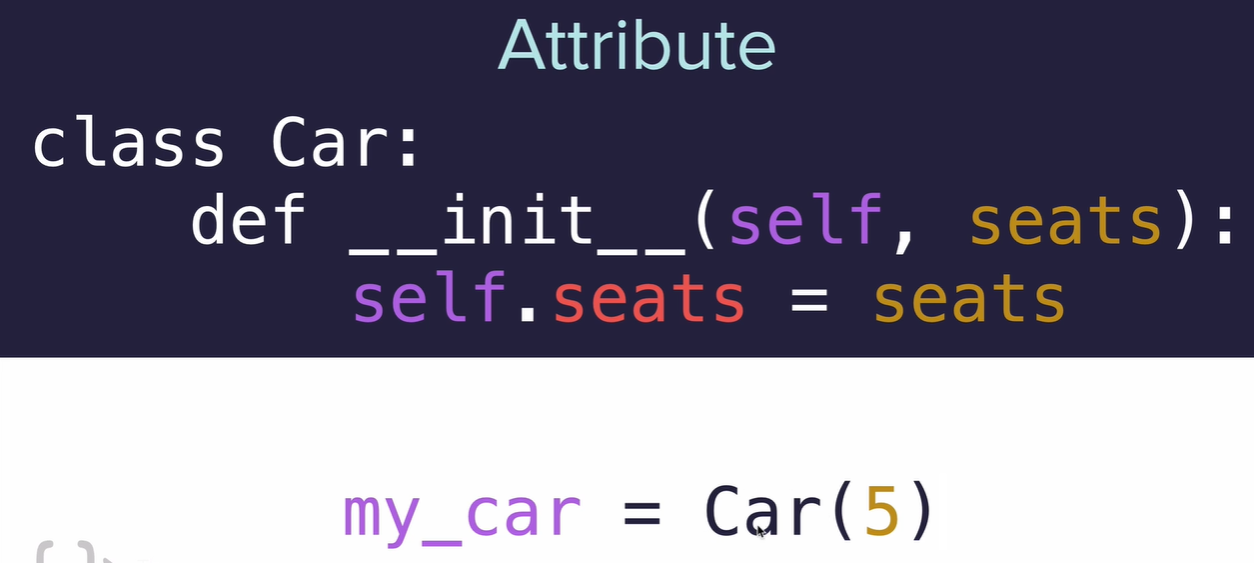 Attribute
class Car:
    def __init__(self, seats):
        self.seats = seats
my_car = Car(5)